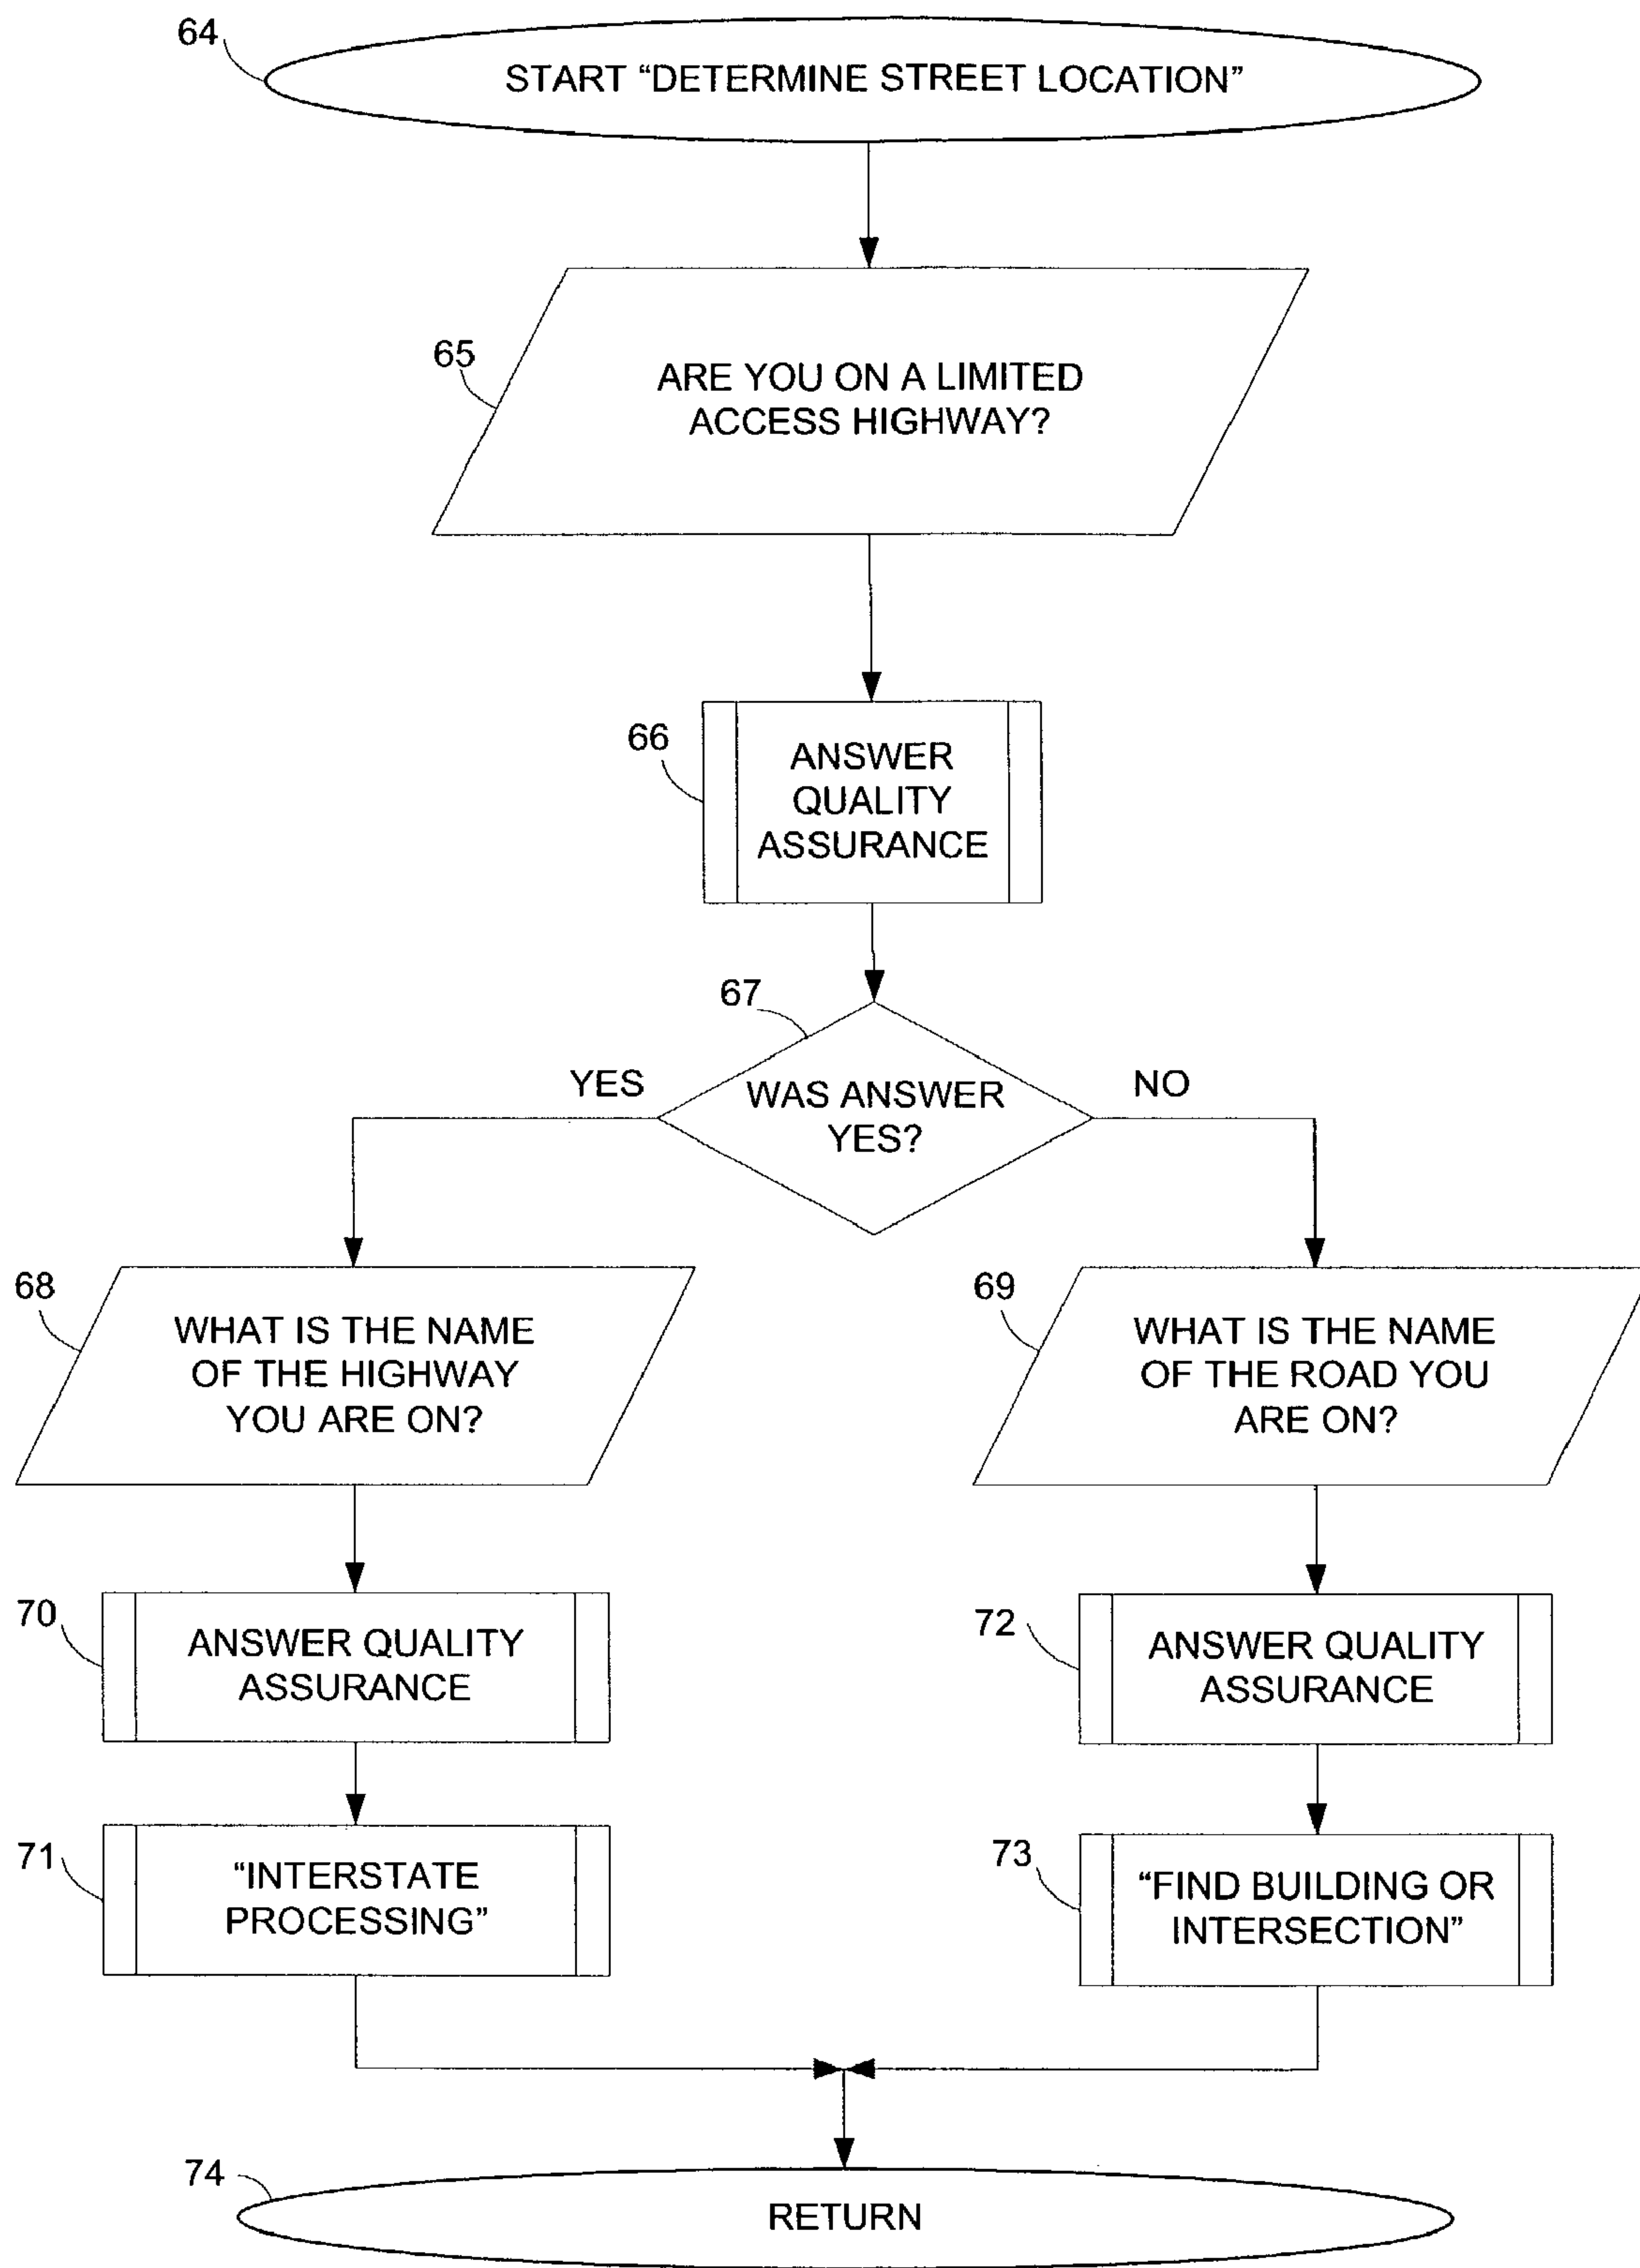 64
START “DETERMINE STREET LOCATION”
65
ARE YOU ON A LIMITED
ACCESS HIGHWAY?
66
ANSWER
QUALITY
ASSURANCE
67
YES
WAS ANSWER
YES?
NO
68
WHAT IS THE NAME
OF THE HIGHWAY
YOU ARE ON?
69
WHAT IS THE NAME
OF THE ROAD YOU
ARE ON?
70
ANSWER QUALITY
ASSURANCE
72
ANSWER QUALITY
ASSURANCE
71
“INTERSTATE
PROCESSING”
73
“FIND BUILDING OR
INTERSECTION”
74
RETURN